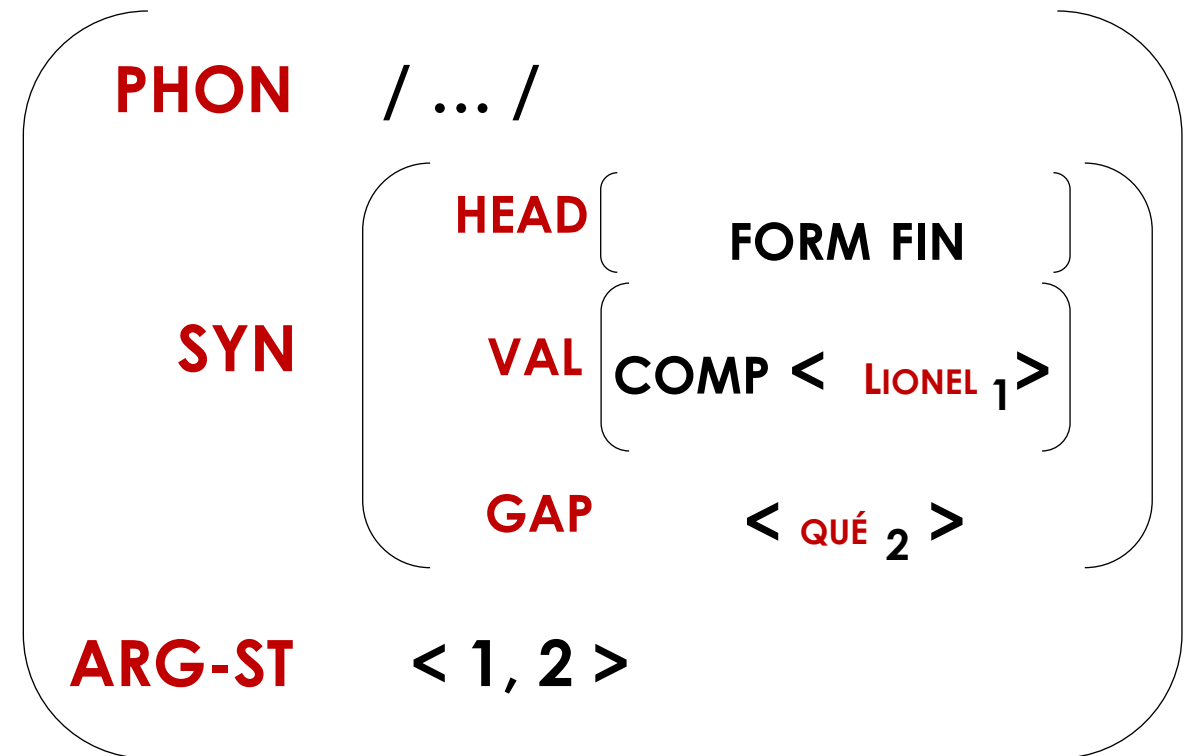 PHON / ... /
HEAD FORM FIN
SYN VAL COMP < LIONEL 1 >
GAP < QUÉ 2 >
ARG-ST < 1, 2 >